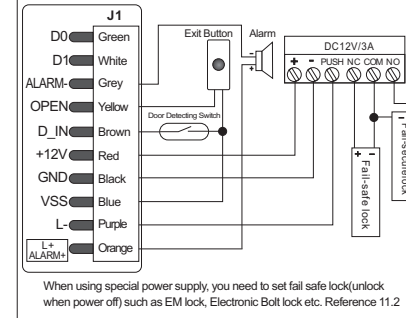 J1
D0 Green
D1 White
ALARM- Grey
OPEN Yellow
D_IN Brown
+12V Red
GND Black
VSS Blue
L- Purple
L+
ALARM+ Orange
Exit Button
Alarm
-
+
Door Detecting Switch
DC12V/3A
+ - PUSH NC COM NO
+ -
Fail-safe lock
-
Fail-secure lock
When using special power supply, you need to set fail safe lock(unlock
when power off) such as EM lock, Electronic Bolt lock etc. Reference 11.2